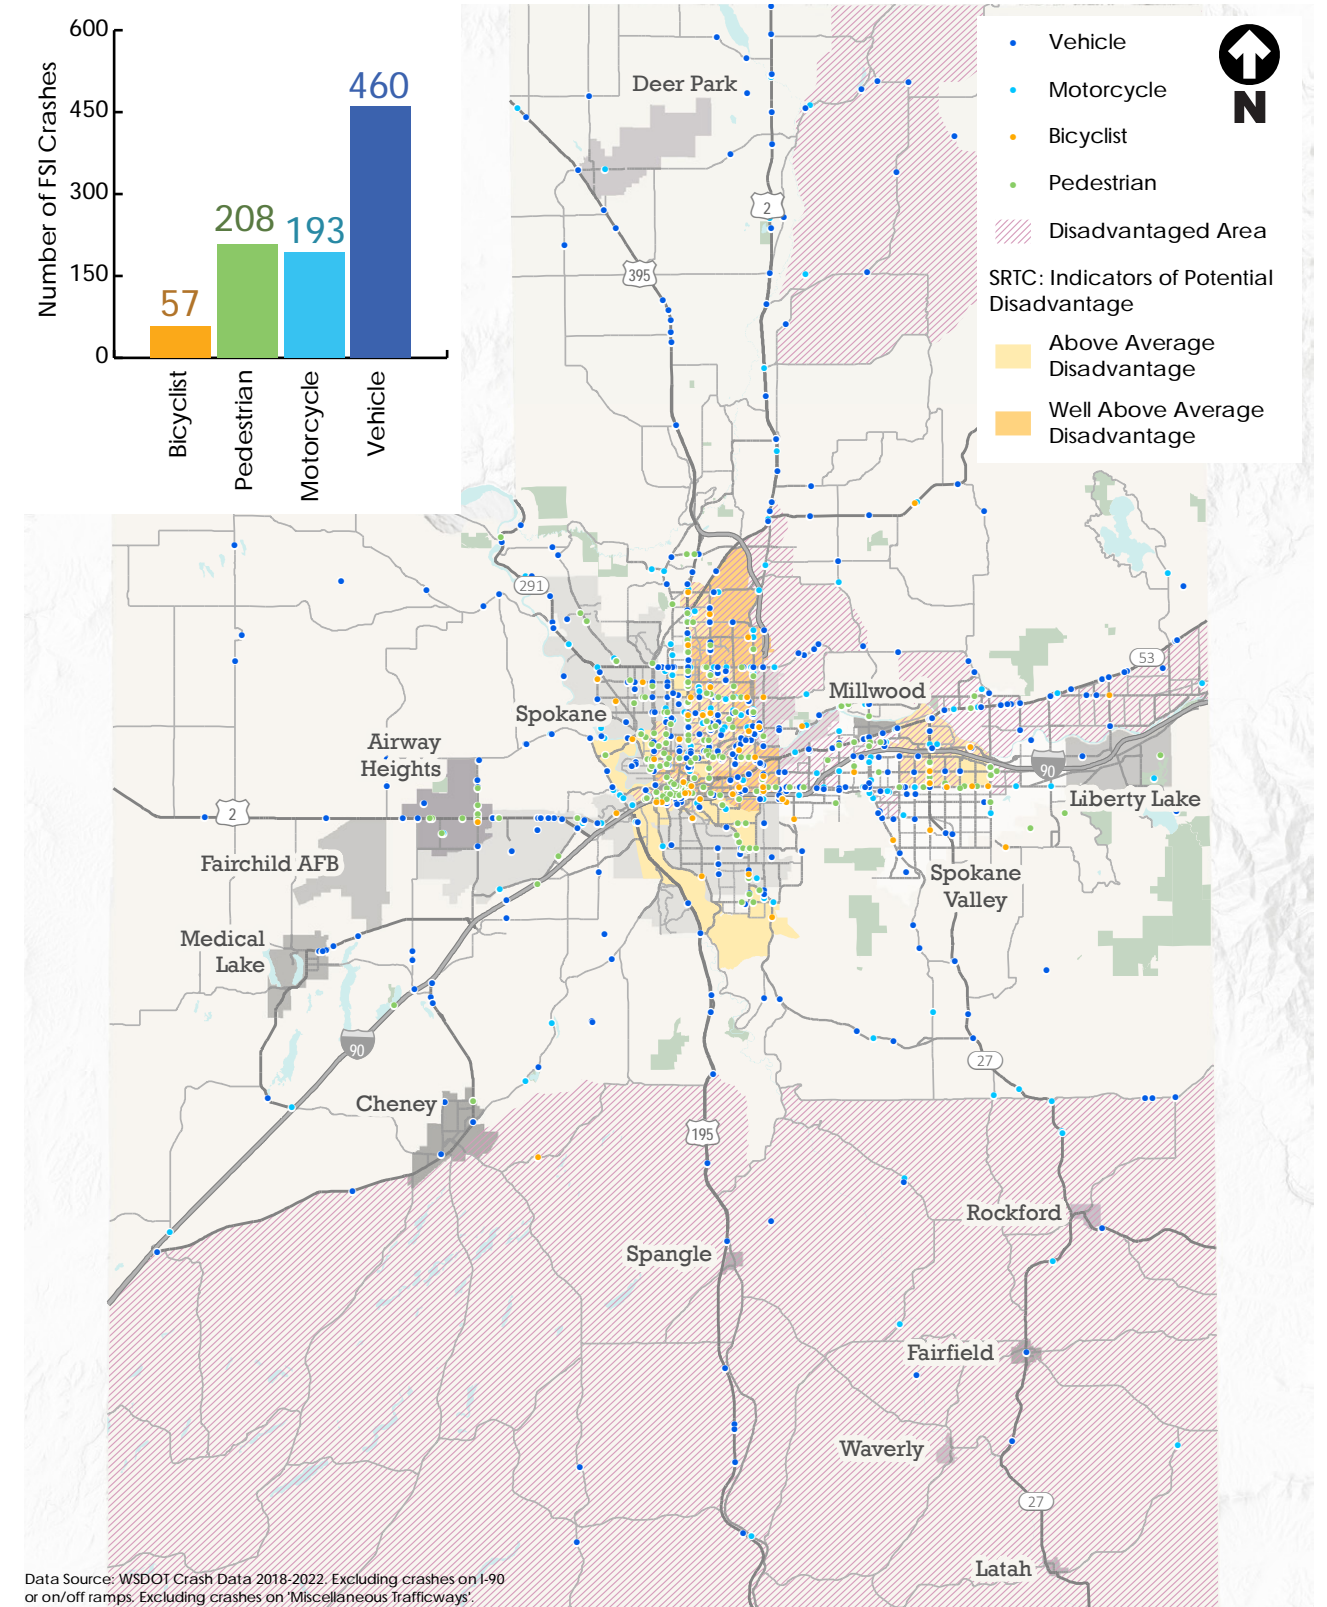 600
450
300
150
0
Number of FSI Crashes
57
208
193
460
Bicyclist
Pedestrian
Motorcycle
Vehicle
Vehicle
Motorcycle
Bicyclist
Pedestrian
Disadvantaged Area
SRTC: Indicators of Potential
Disadvantage
Above Average
Disadvantage
Well Above Average
Disadvantage
N
Deer Park
2
395
291
53
Millwood
Spokane
Airway
Heights
90
Liberty Lake
2
Fairchild AFB
Spokane
Valley
Medical
Lake
90
27
Cheney
195
Rockford
Spangle
Fairfield
Waverly
27
Latah
Data Source: WSDOT Crash Data 2018-2022. Excluding crashes on I-90
or on/off ramps. Excluding crashes on 'Miscellaneous Trafficways'.